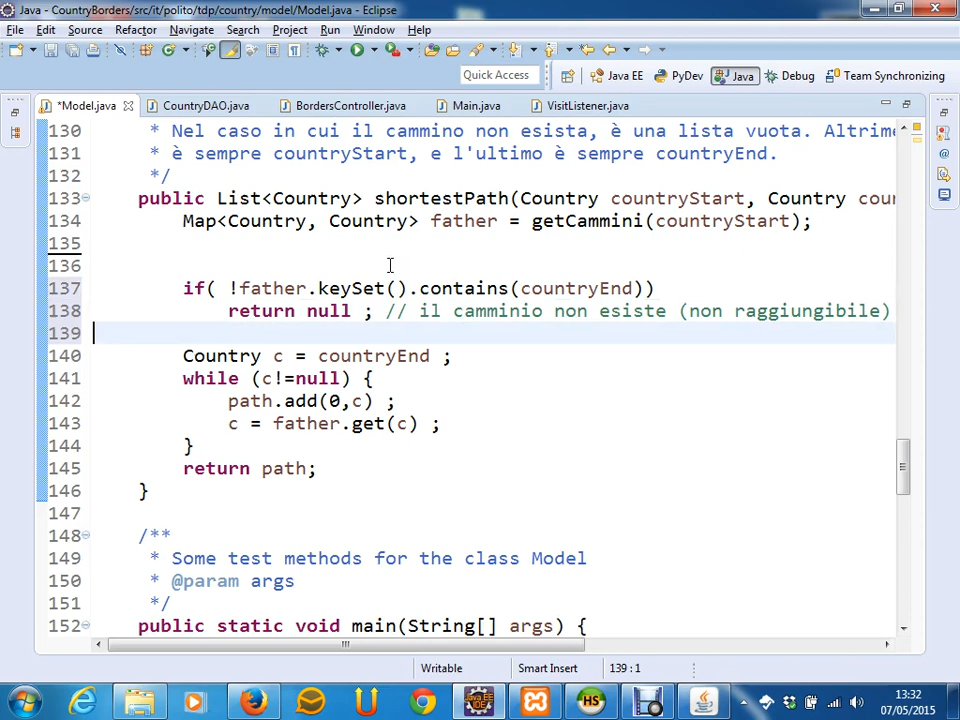 Java - CountryBorders/src/it/polito/tdp/country/model/Model.java - Eclipse
File Edit Source Refactor Navigate Search Project Run Window Help
Quick Access Java EE PyDev Java Debug Team Synchronizing
*Model.java CountryDAO.java BordersController.java Main.java VisitListener.java
130 * Nel caso in cui il cammino non esista, è una lista vuota. Altrime
131 * è sempre countryStart, e l'ultimo è sempre countryEnd.
132 */
133 public List<Country> shortestPath(Country countryStart, Country coun
134 Map<Country, Country> father = getCammini(countryStart);
135
136
137 if( !father.keySet().contains(countryEnd))
138 return null ; // il camminio non esiste (non raggiungibile)
139
140 Country c = countryEnd ;
141 while (c!=null) {
142 path.add(0,c) ;
143 c = father.get(c) ;
144 }
145 return path;
146 }
147
148 /**
149 * Some test methods for the class Model
150 * @param args
151 */
152 public static void main(String[] args) {
Writable Smart Insert 139 : 1
13:32
07/05/2015